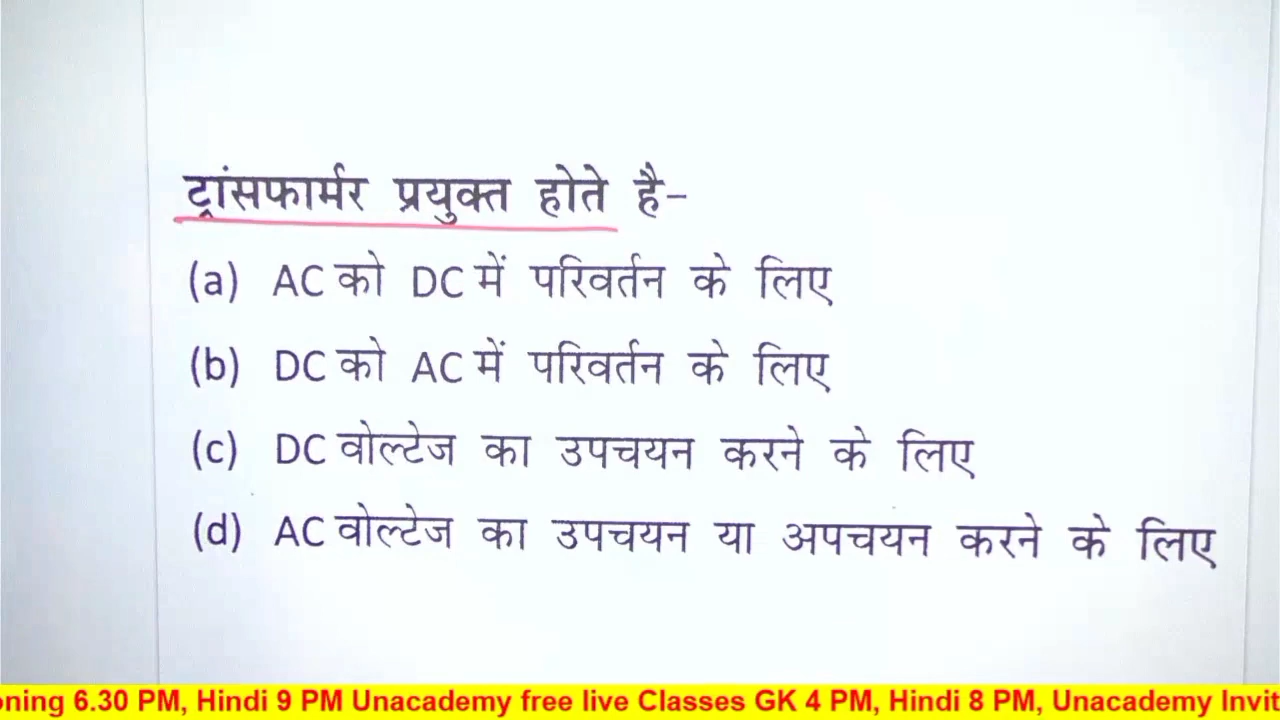 ट्रांसफार्मर प्रयुक्त होते है-
(a) AC को DC में परिवर्तन के लिए
(b) DC को AC में परिवर्तन के लिए
(c) DC वोल्टेज का उपचयन करने के लिए
(d) AC वोल्टेज का उपचयन या अपचयन करने के लिए
ning 6.30 PM, Hindi 9 PM Unacademy free live Classes GK 4 PM, Hindi 8 PM, Unacademy Invit